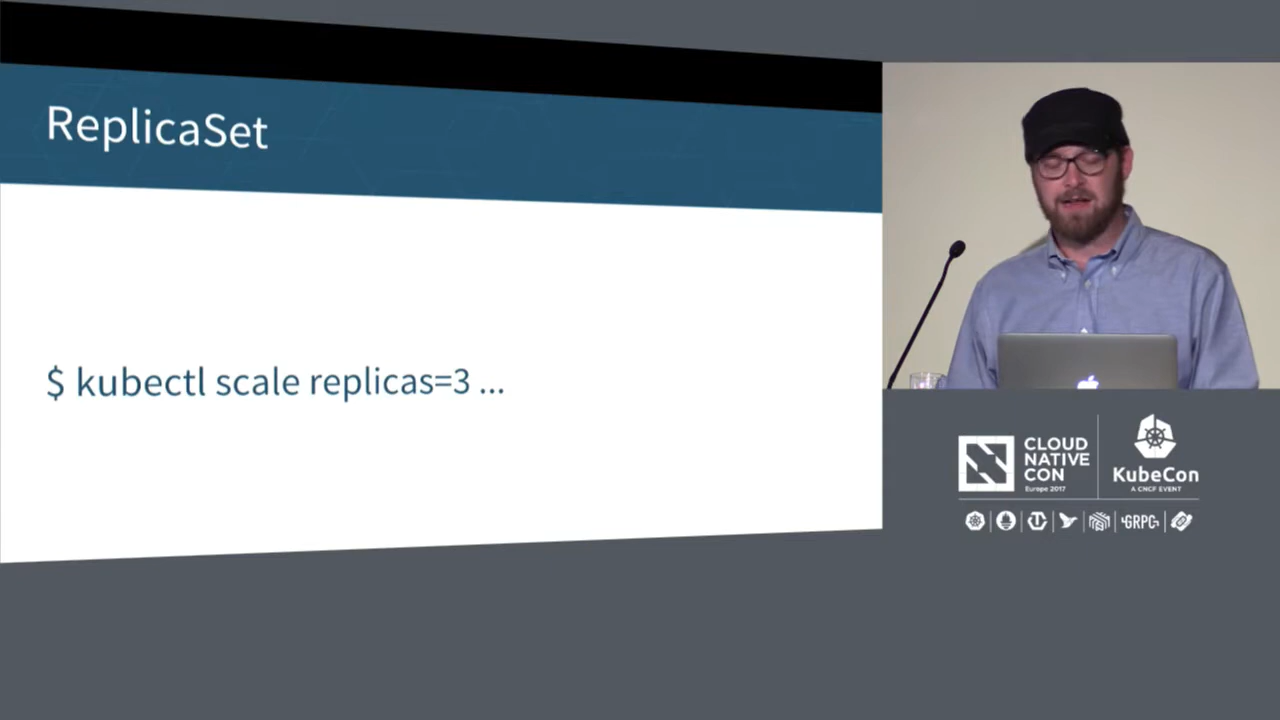 ReplicaSet
$ kubectl scale replicas=3 ...
CLOUD
NATIVE
CON
Europe 2017
KubeCon
A CNCF EVENT
GRPC